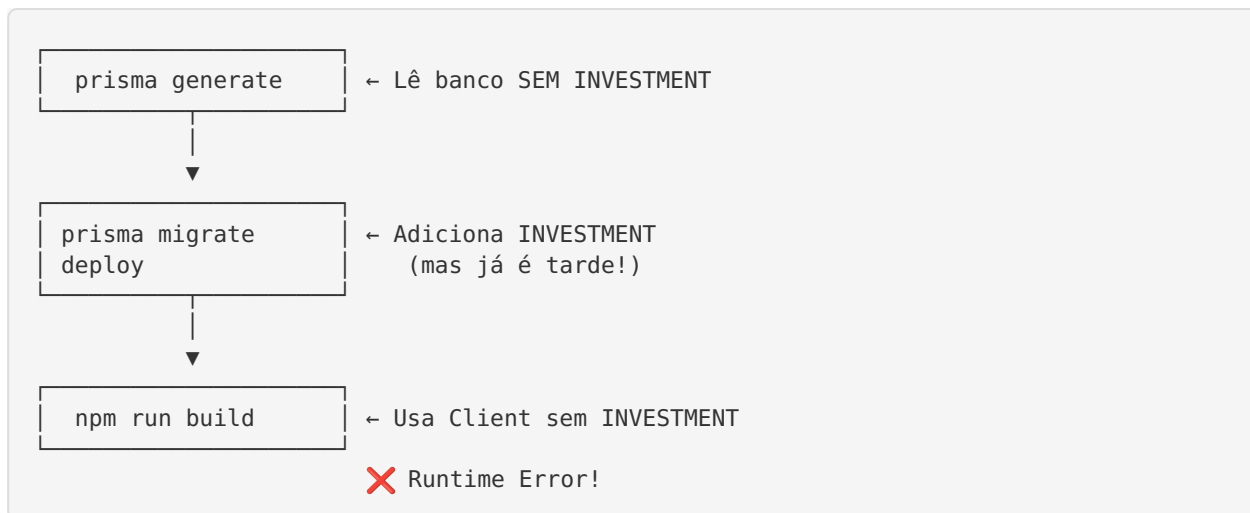 prisma generate ← Lê banco SEM INVESTMENT
prisma migrate ← Adiciona INVESTMENT
deploy (mas já é tarde!)
npm run build ← Usa Client sem INVESTMENT
❌ Runtime Error!